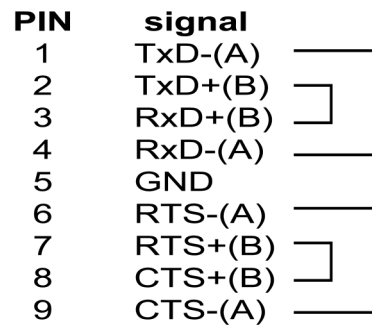 PIN signal
1 TxD-(A)
2 TxD+(B)
3 RxD+(B)
4 RxD-(A)
5 GND
6 RTS-(A)
7 RTS+(B)
8 CTS+(B)
9 CTS-(A)